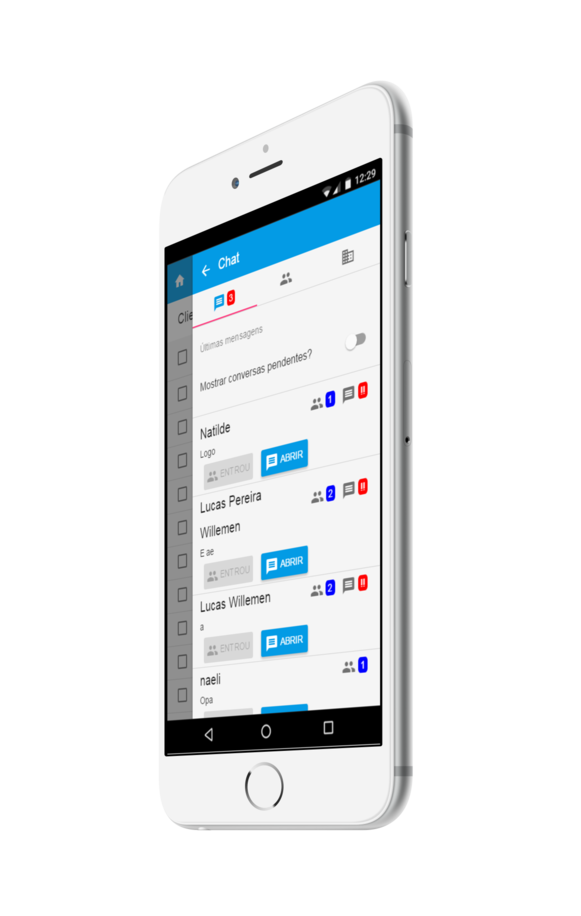 12:29
Chat
Clie
3
Últimas mensagens
Mostrar conversas pendentes?
1 !!
Natilde
Logo
ENTROU ABRIR
Lucas Pereira
2 !!
Willemen
E ae
ENTROU ABRIR
Lucas Willemen
2 !!
a
ENTROU ABRIR
naeli
1
Opa